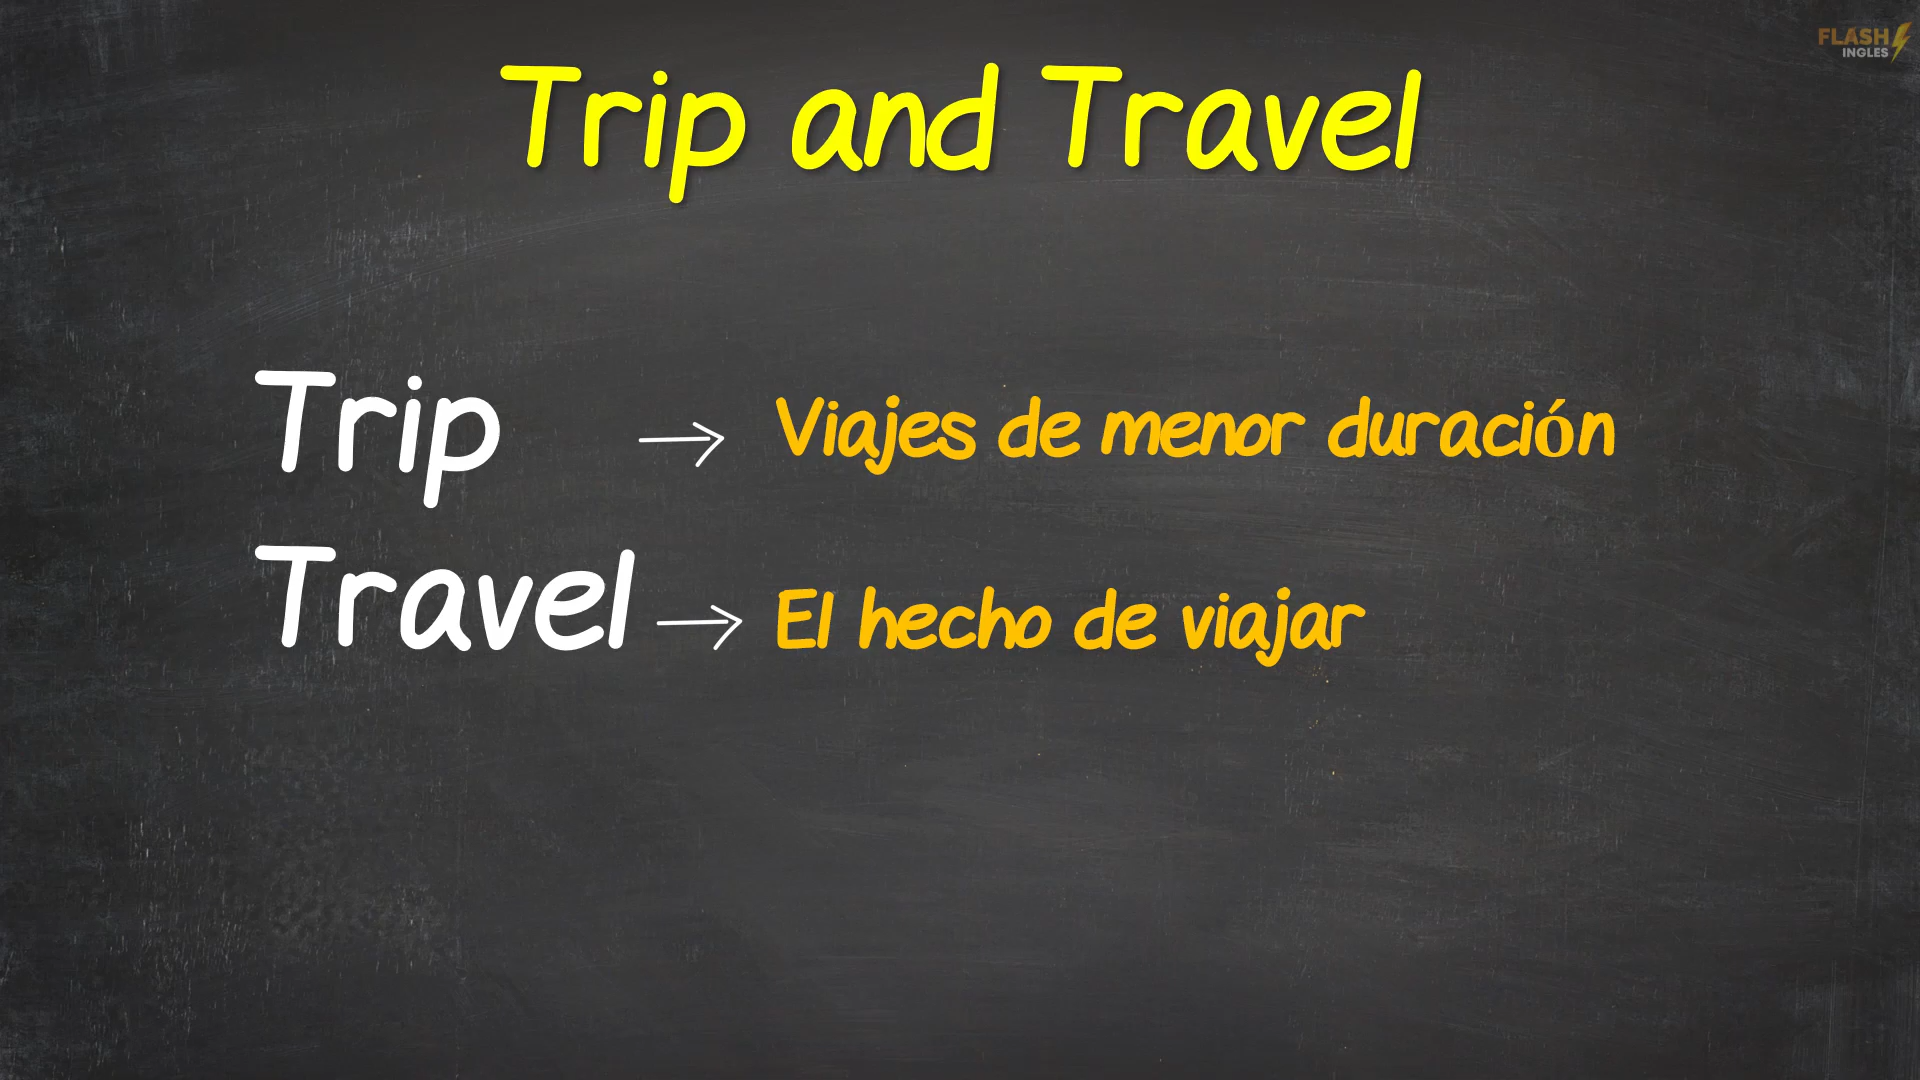 FLASH
INGLES
Trip and Travel
Trip → Viajes de menor duración
Travel → El hecho de viajar